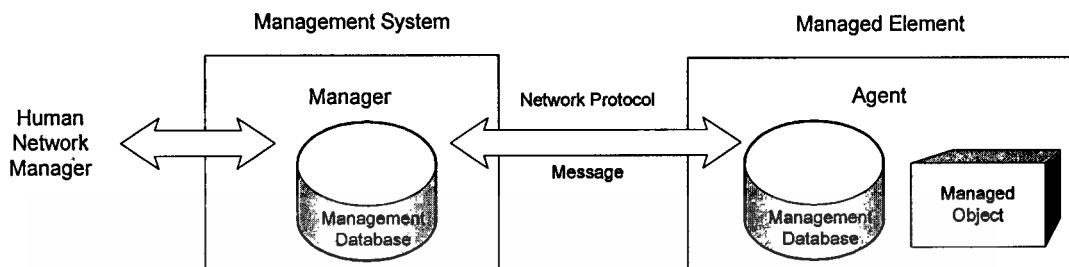 Management System
Managed Element
Manager
Network Protocol
Agent
Human
Network
Manager
Message
Management
Database
Management
Database
Managed
Object